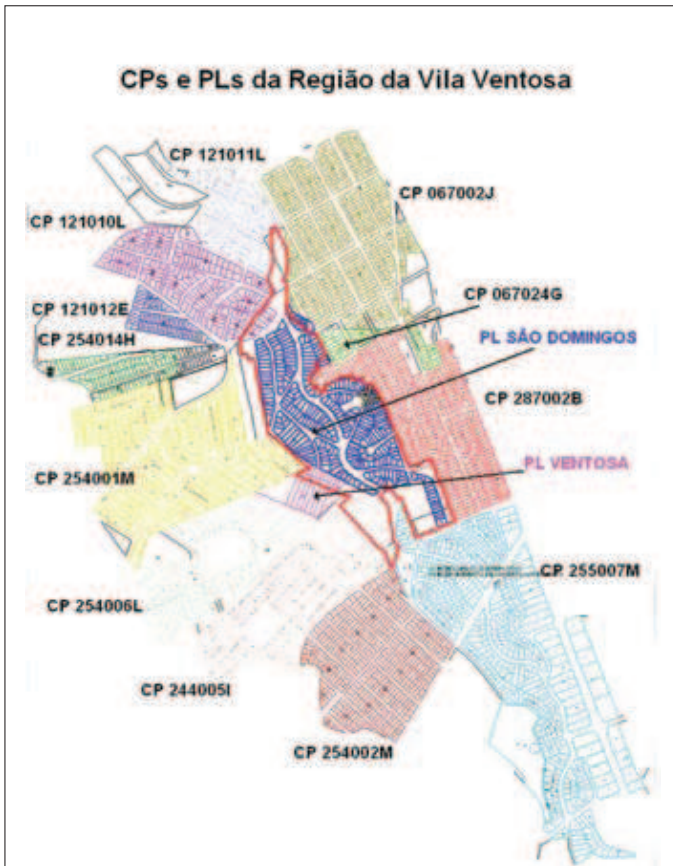 CPs e PLs da Região da Vila Ventosa
CP 121011L
CP 067002J
CP 121010L
CP 067024G
CP 121012E
PL SÃO DOMINGOS
CP 254014H
CP 287002B
PL VENTOSA
CP 254001M
CP 255007M
CP 254006L
CP 244005I
CP 254002M